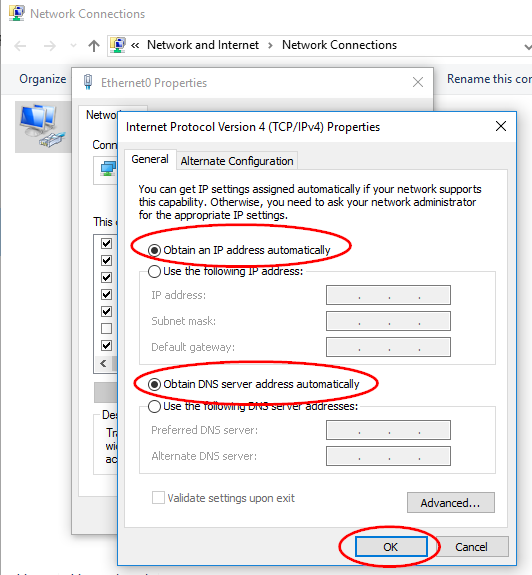 Network Connections
« Network and Internet > Network Connections
Organize
Rename this con
Ethernet0 Properties
Netwo
Conn
This c
Des
Tra
wid
acr
Internet Protocol Version 4 (TCP/IPv4) Properties
General
Alternate Configuration
You can get IP settings assigned automatically if your network supports
this capability. Otherwise, you need to ask your network administrator
for the appropriate IP settings.
Obtain an IP address automatically
Use the following IP address:
IP address:
Subnet mask:
Default gateway:
Obtain DNS server address automatically
Use the following DNS server addresses:
Preferred DNS server:
Alternate DNS server:
Validate settings upon exit
Advanced...
OK
Cancel